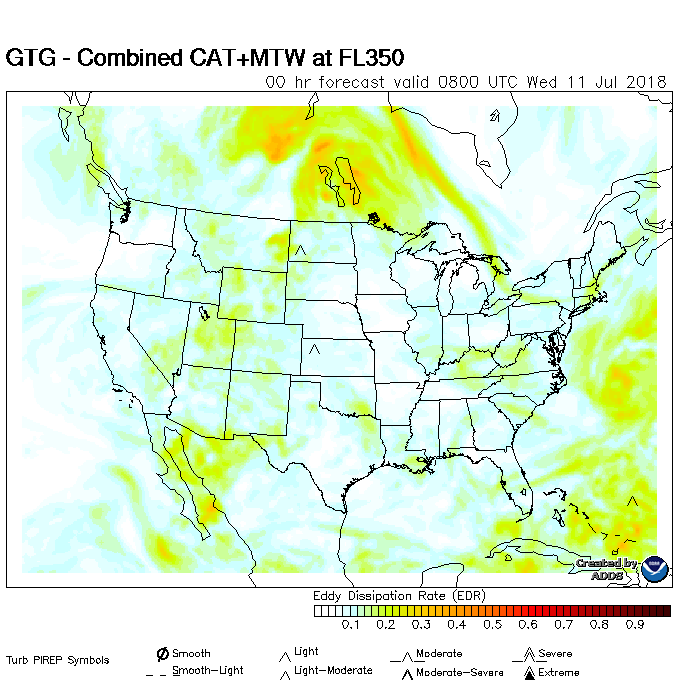 GTG - Combined CAT+MTW at FL350
00 hr forecast valid 0800 UTC Wed 11 Jul 2018
Created by
ADDS
Eddy Dissipation Rate (EDR)
0.1 0.2 0.3 0.4 0.5 0.6 0.7 0.8 0.9
Turb PIREP Symbols
Smooth Light Moderate Severe
Smooth-Light Light-Moderate Moderate-Severe Extreme